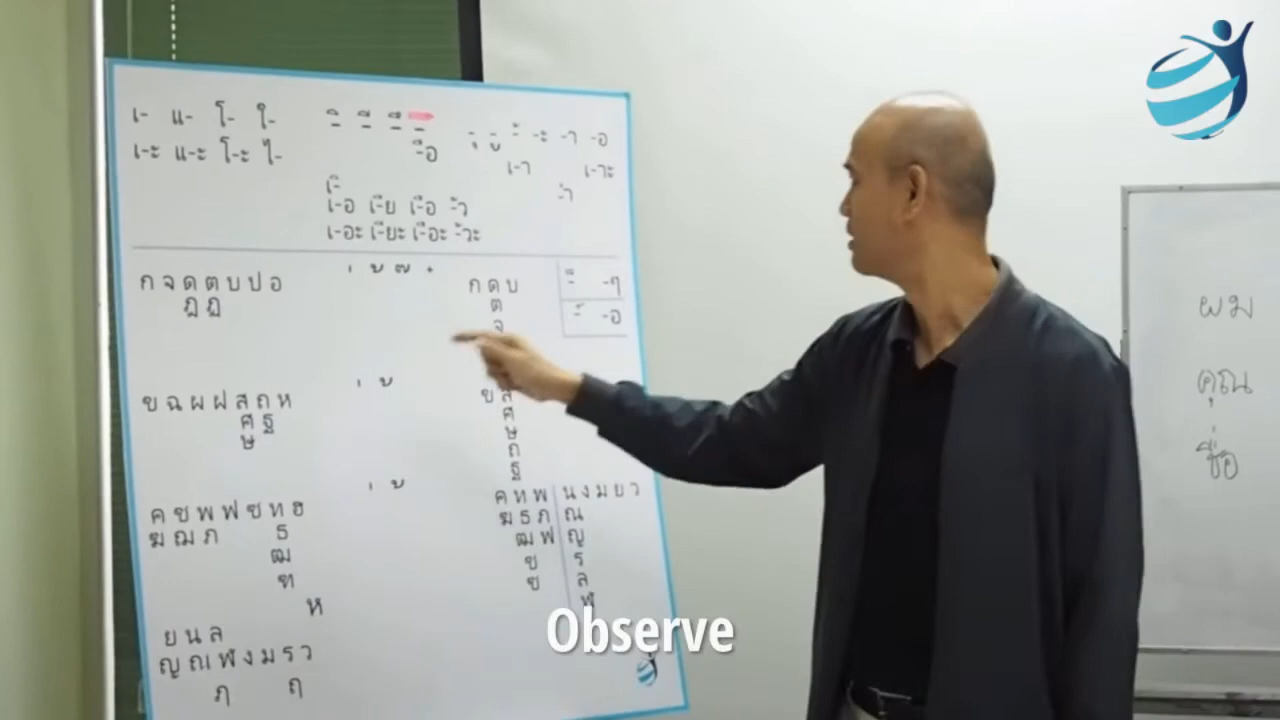 เ- แ- โ- ใ- -ิ -ี -ึ -ื -ุ -ู -ั -ะ -า -อ
เ-ะ แ-ะ โ-ะ ไ- -ือ เ-า เ-าะ
เ-ิ -ำ
เ-อ เ-ีย เ-ือ -ัว
เ-อะ เ-ียะ เ-ือะ -ัวะ
ก จ ด ต บ ป อ
ฎ ฏ
-่ -้ -๊ -๋
ก ด บ
ต
จ
-ๆ
-์ -อ
ข ฉ ผ ฝ ส ถ ห
ศ ฐ
ษ
-่ -้
ข ส
ศ
ษ
ถ
ฐ
ค ช พ ฟ ซ ท ฮ
ฆ ฌ ภ ธ
ฒ
ฑ
ห
-่ -้
ค ท พ น ง ม ย ว
ฆ ธ ภ ณ
ฒ ฟ ญ
ร
ล
ฬ
ย น ล
ญ ณ ฬ ง ม ร ว
ฦ ฤ
ผม
คุณ
ชื่อ
Observe